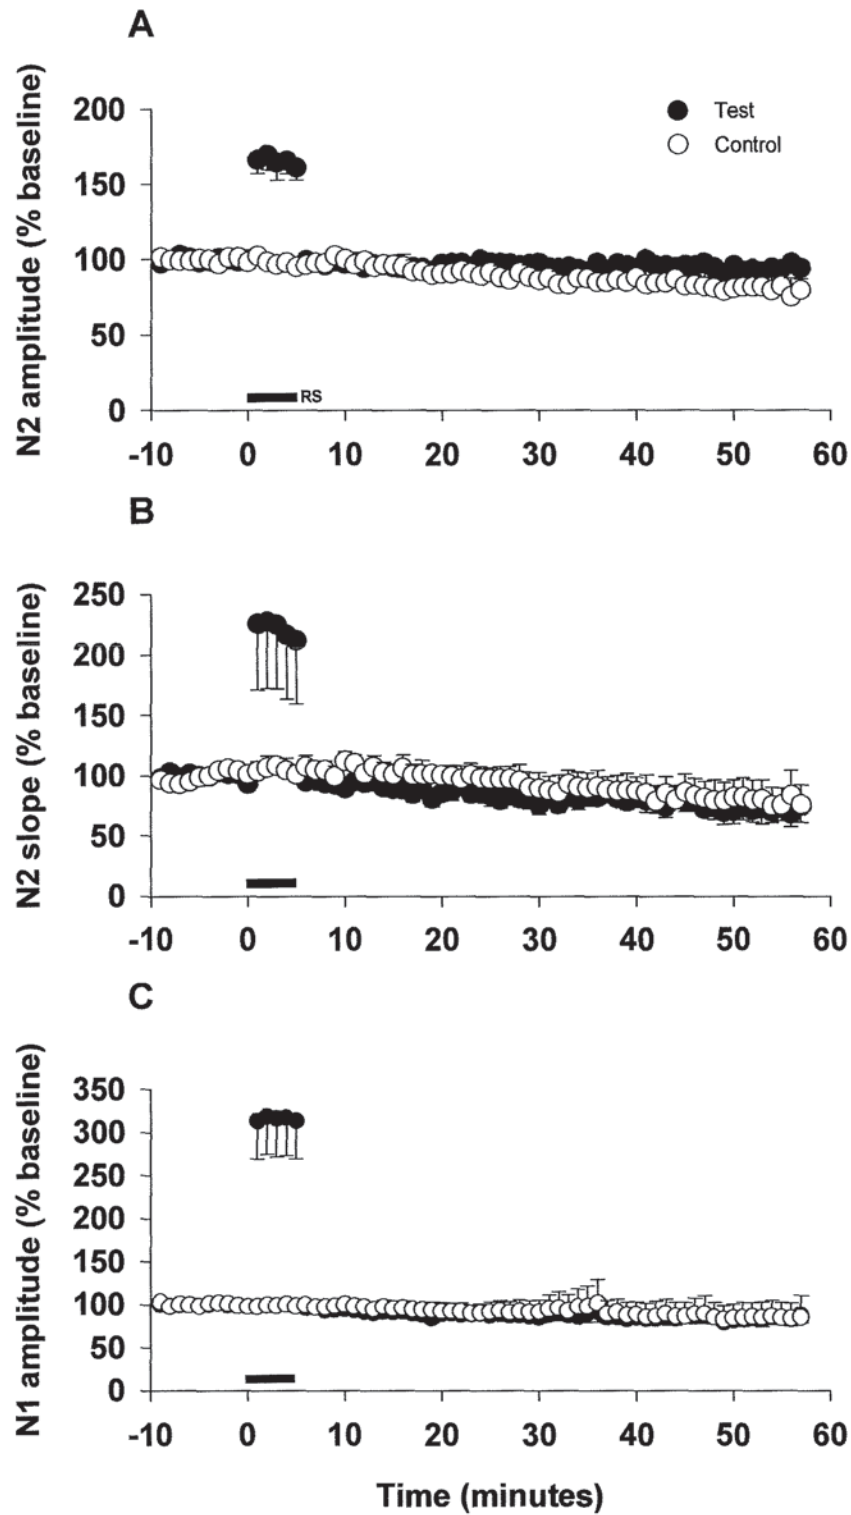 A
N2 amplitude (% baseline)
200
150
100
50
0
Test
Control
RS
-10 0 10 20 30 40 50 60
B
N2 slope (% baseline)
250
200
150
100
50
0
-10 0 10 20 30 40 50 60
C
N1 amplitude (% baseline)
350
300
250
200
150
100
50
0
-10 0 10 20 30 40 50 60
Time (minutes)